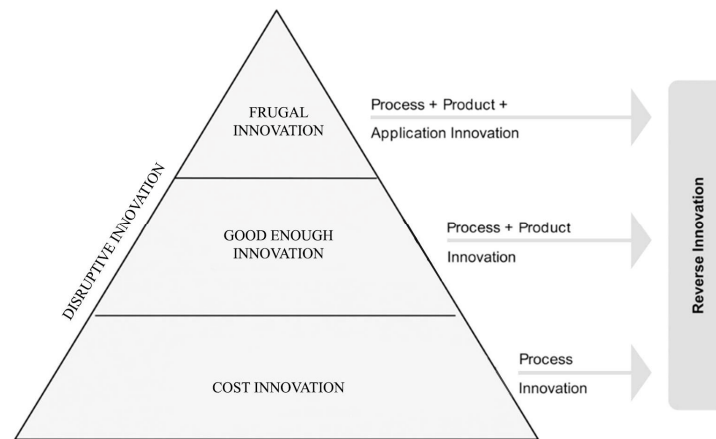 FRUGAL
INNOVATION
Process + Product +
Application Innovation
DISRUPTIVE INNOVATION
GOOD ENOUGH
INNOVATION
Process + Product
Innovation
COST INNOVATION
Process
Innovation
Reverse Innovation